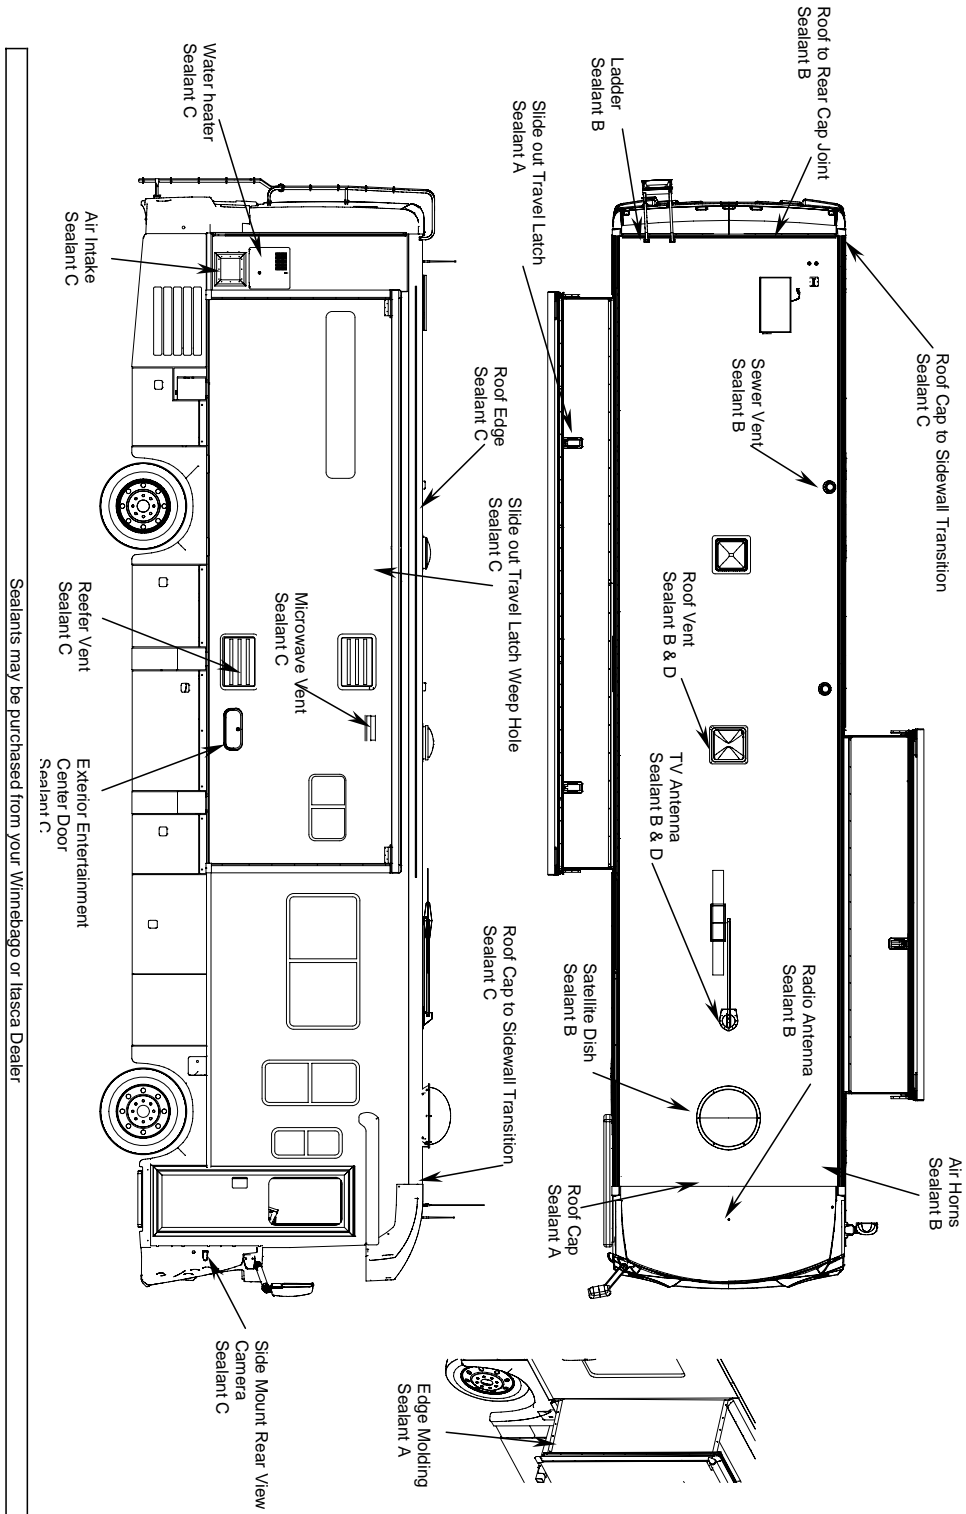 Roof to Rear Cap Joint
Sealant B
Ladder
Sealant B
Slide out Travel Latch
Sealant A
Roof Cap to Sidewall Transition
Sealant C
Sewer Vent
Sealant B
Roof Vent
Sealant B & D
TV Antenna
Sealant B & D
Satellite Dish
Sealant B
Radio Antenna
Sealant B
Air Horns
Sealant B
Roof Cap
Sealant A
Water heater
Sealant C
Air Intake
Sealant C
Roof Edge
Sealant C
Slide out Travel Latch Weep Hole
Sealant C
Microwave Vent
Sealant C
Reefer Vent
Sealant C
Exterior Entertainment
Center Door
Sealant C
Roof Cap to Sidewall Transition
Sealant C
Side Mount Rear View
Camera
Sealant C
Edge Molding
Sealant A
Sealants may be purchased from your Winnebago or Itasca Dealer